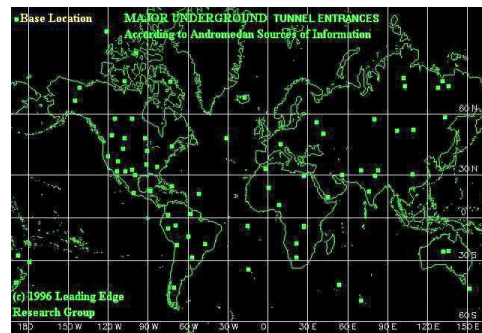 Base Location
MAJOR UNDERGROUND TUNNEL ENTRANCES
According to Andromedan Sources of Information
60 N
30 N
0
30 S
60 S
(c) 1996 Leading Edge
Research Group
180 150 W 120 W 90 W 60 W 30 W 0 30 E 60 E 90 E 120 E 150 E